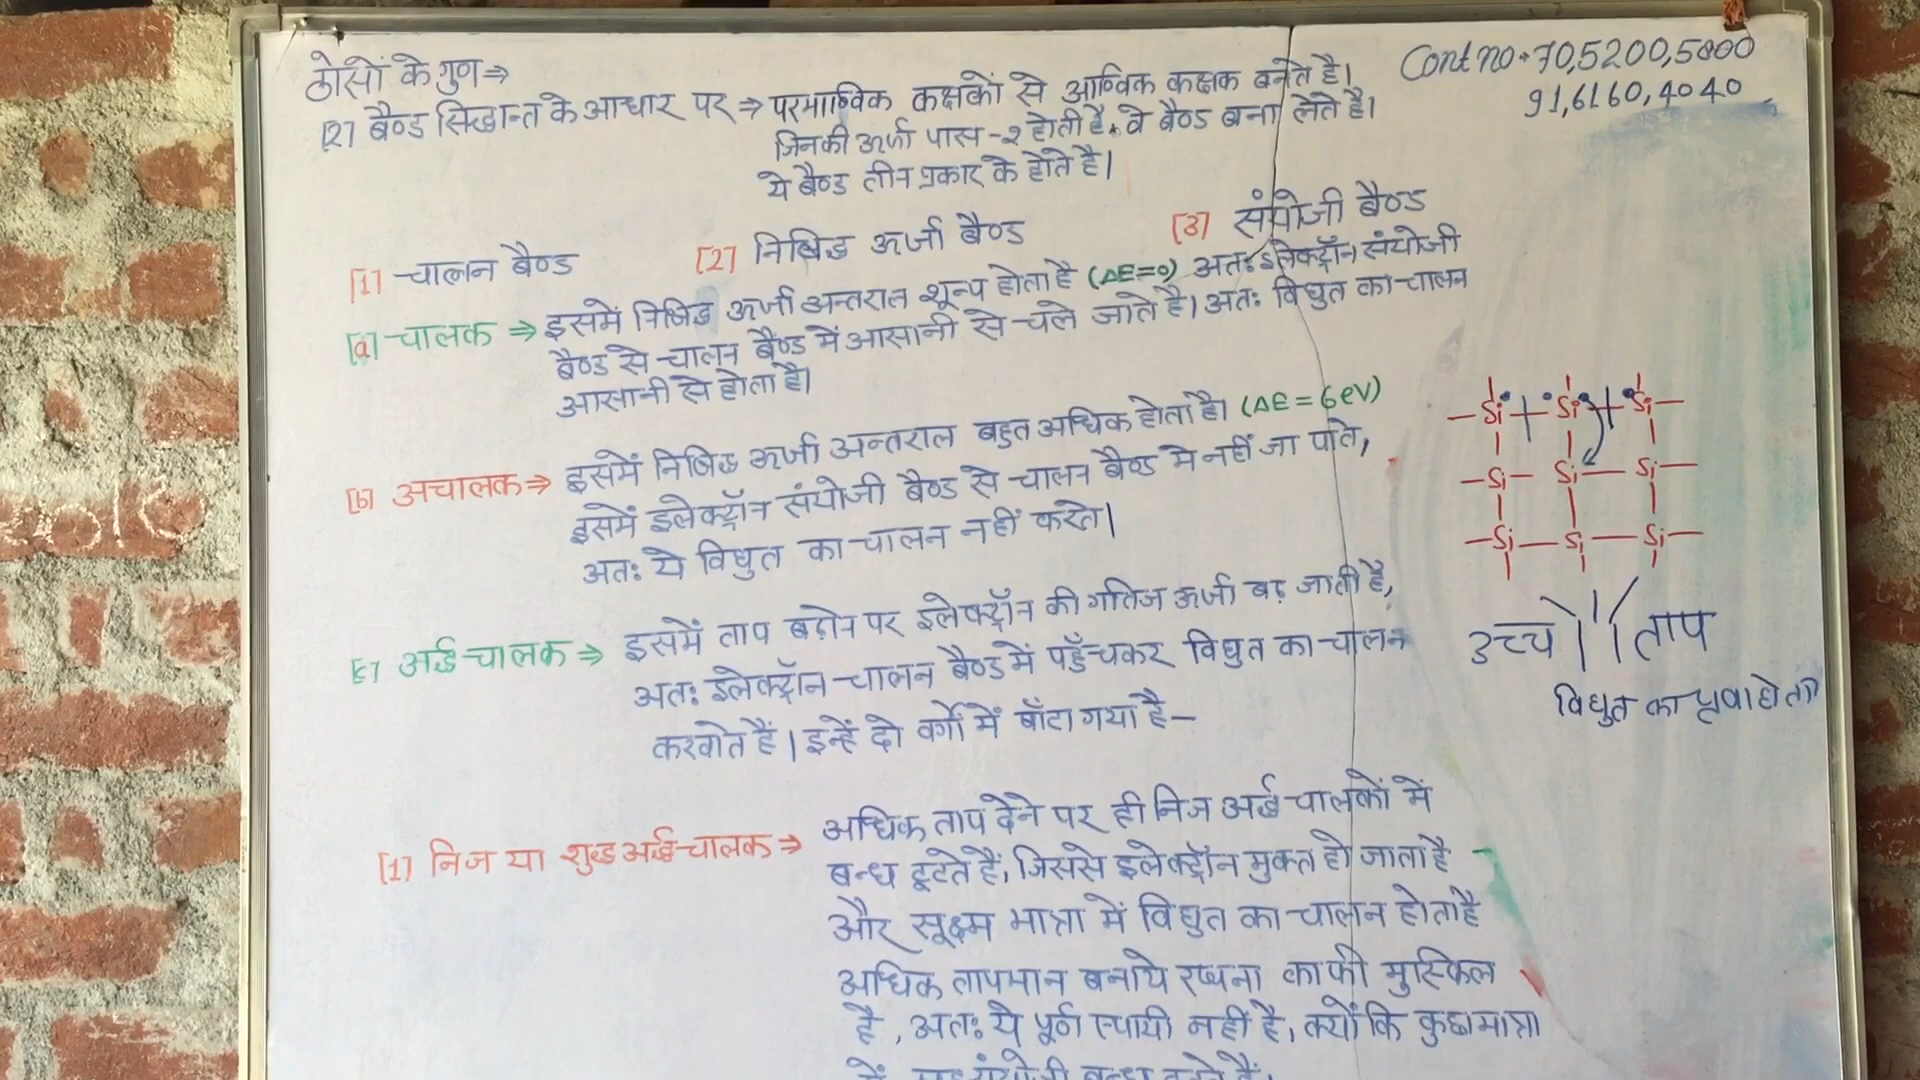 ठोसों के गुण⇒
Cont no. 70,5200,5800
91,6160,4040
[2] बैण्ड सिद्धान्त के आधार पर ⇒ परमाण्विक कक्षकों से आण्विक कक्षक बनते है।
जिनकी ऊर्जा पास-२ होती है, वे बैण्ड बना लेते है।
ये बैण्ड तीन प्रकार के होते है।
[1] चालन बैण्ड [2] निषिद्ध ऊर्जा बैण्ड [3] संयोजी बैण्ड
[a] चालक ⇒ इसमें निषिद्ध ऊर्जा अन्तराल शून्य होता है (ΔE=0) अतः इलेक्ट्रॉन संयोजी
बैण्ड से चालन बैण्ड में आसानी से चले जाते है। अतः विधुत का चालन
आसानी से होता है।
[b] अचालक ⇒ इसमें निषिद्ध ऊर्जा अन्तराल बहुत अधिक होता है। (ΔE = 6eV)
इसमें इलेक्ट्रॉन संयोजी बैण्ड से चालन बैण्ड मे नहीं जा पाते,
अतः ये विधुत का चालन नहीं करते।
[c] अर्द्धचालक ⇒ इसमें ताप बढ़ाने पर इलेक्ट्रॉन की गतिज ऊर्जा बढ़ जाती है,
अतः इलेक्ट्रॉन चालन बैण्ड में पहुँचकर विधुत का चालन
करवाते हैं। इन्हें दो वर्गों में बाँटा गया है–
[1] निज या शुद्ध अर्द्धचालक ⇒ अधिक ताप देने पर ही निज अर्द्धचालकों में
बन्ध टूटते हैं, जिससे इलेक्ट्रॉन मुक्त हो जाता है
और सूक्ष्म मात्रा में विधुत का चालन होता है
अधिक तापमान बनाये रखना काफी मुस्किल
है, अतः ये पूर्ण स्थायी नहीं है, क्यों कि कुछ मात्रा
Si Si Si
Si Si Si
Si Si Si
उच्च ताप
विधुत का